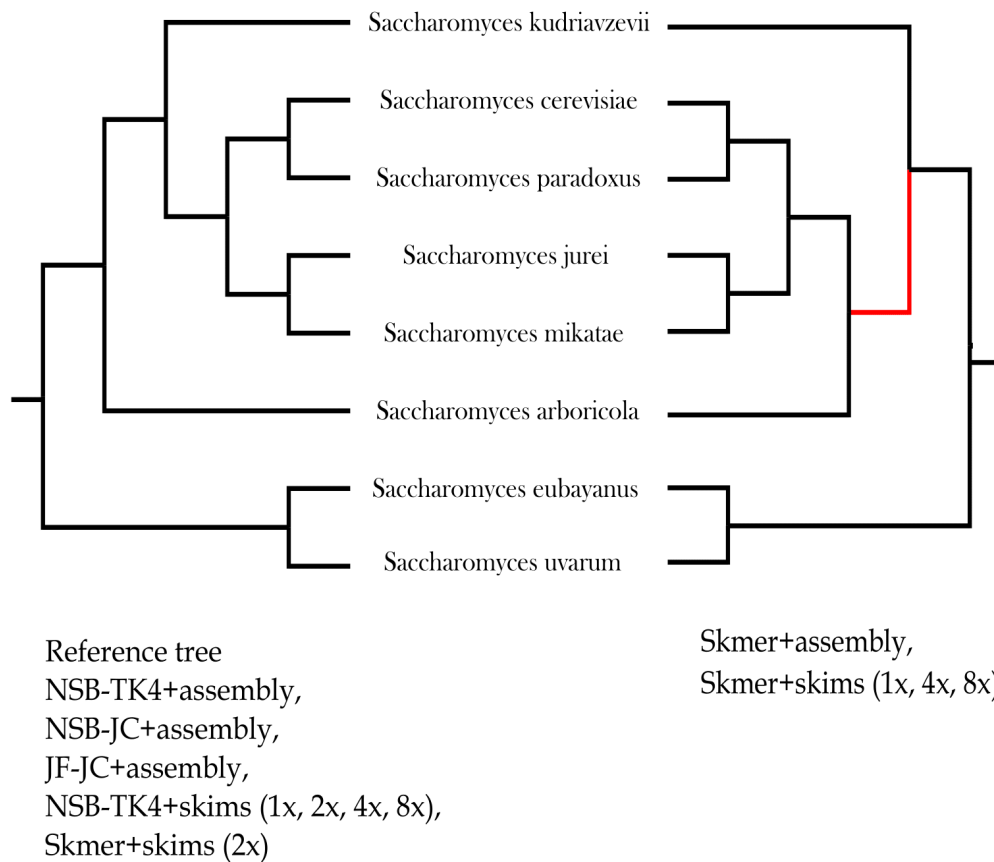 Saccharomyces kudriavzevii
Saccharomyces cerevisiae
Saccharomyces paradoxus
Saccharomyces jurei
Saccharomyces mikatae
Saccharomyces arboricola
Saccharomyces eubayanus
Saccharomyces uvarum
Reference tree
NSB-TK4+assembly,
NSB-JC+assembly,
JF-JC+assembly,
NSB-TK4+skims (1x, 2x, 4x, 8x),
Skmer+skims (2x)
Skmer+assembly,
Skmer+skims (1x, 4x, 8x)